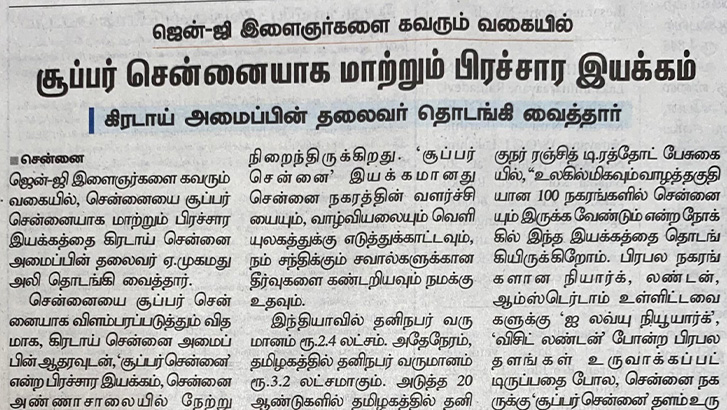 ஜென்-ஜி இளைஞர்களை கவரும் வகையில்
சூப்பர் சென்னையாக மாற்றும் பிரச்சார இயக்கம்
கிரடாய் அமைப்பின் தலைவர் தொடங்கி வைத்தார்
■ சென்னை
ஜென்-ஜி இளைஞர்களை கவரும்
வகையில், சென்னையை சூப்பர்
சென்னையாக மாற்றும் பிரச்சார
இயக்கத்தை கிரடாய் சென்னை
அமைப்பின் தலைவர் ஏ.முகமது
அலி தொடங்கி வைத்தார்.
சென்னையை சூப்பர் சென்
னையாக விளம்பரப்படுத்தும் வித
மாக, கிரடாய் சென்னை அமைப்
பின் ஆதரவுடன், ‘சூப்பர் சென்னை’
என்ற பிரச்சார இயக்கம், சென்னை
அண்ணாசாலையில் நேற்று
நிறைந்திருக்கிறது. ‘சூப்பர்
சென்னை’ இயக்கமானது
சென்னை நகரத்தின் வளர்ச்சி
யையும், வாழ்வியலையும் வெளி
யுலகத்துக்கு எடுத்துக்காட்டவும்,
நம் சந்திக்கும் சவால்களுக்கான
தீர்வுகளை கண்டறியவும் நமக்கு
உதவும்.
இந்தியாவில் தனிநபர் வரு
மானம் ரூ.2.4 லட்சம். அதேநேரம்,
தமிழகத்தில் தனிநபர் வருமானம்
ரூ.3.2 லட்சமாகும். அடுத்த 20
ஆண்டுகளில் தமிழகத்தில் தனி
குநர் ரஞ்சித் டி.ரத்தோட் பேசுகை
யில், “உலகில் மிகவும் வாழத்தகுதி
யான 100 நகரங்களில் சென்னை
யும் இருக்க வேண்டும் என்ற நோக்
கில் இந்த இயக்கத்தை தொடங்
கியிருக்கிறோம். பிரபல நகரங்
களான நியார்க், லண்டன்,
ஆம்ஸ்டெர்டாம் உள்ளிட்டவை
களுக்கு ‘ஐ லவ்யு நியூயார்க்’,
‘விசிட் லண்டன்’ போன்ற பிரபல
தளங்கள் உருவாக்கப்பட்
டிருப்பதை போல, சென்னை நக
ருக்கு ‘சூப்பர் சென்னை’ தளம் உரு